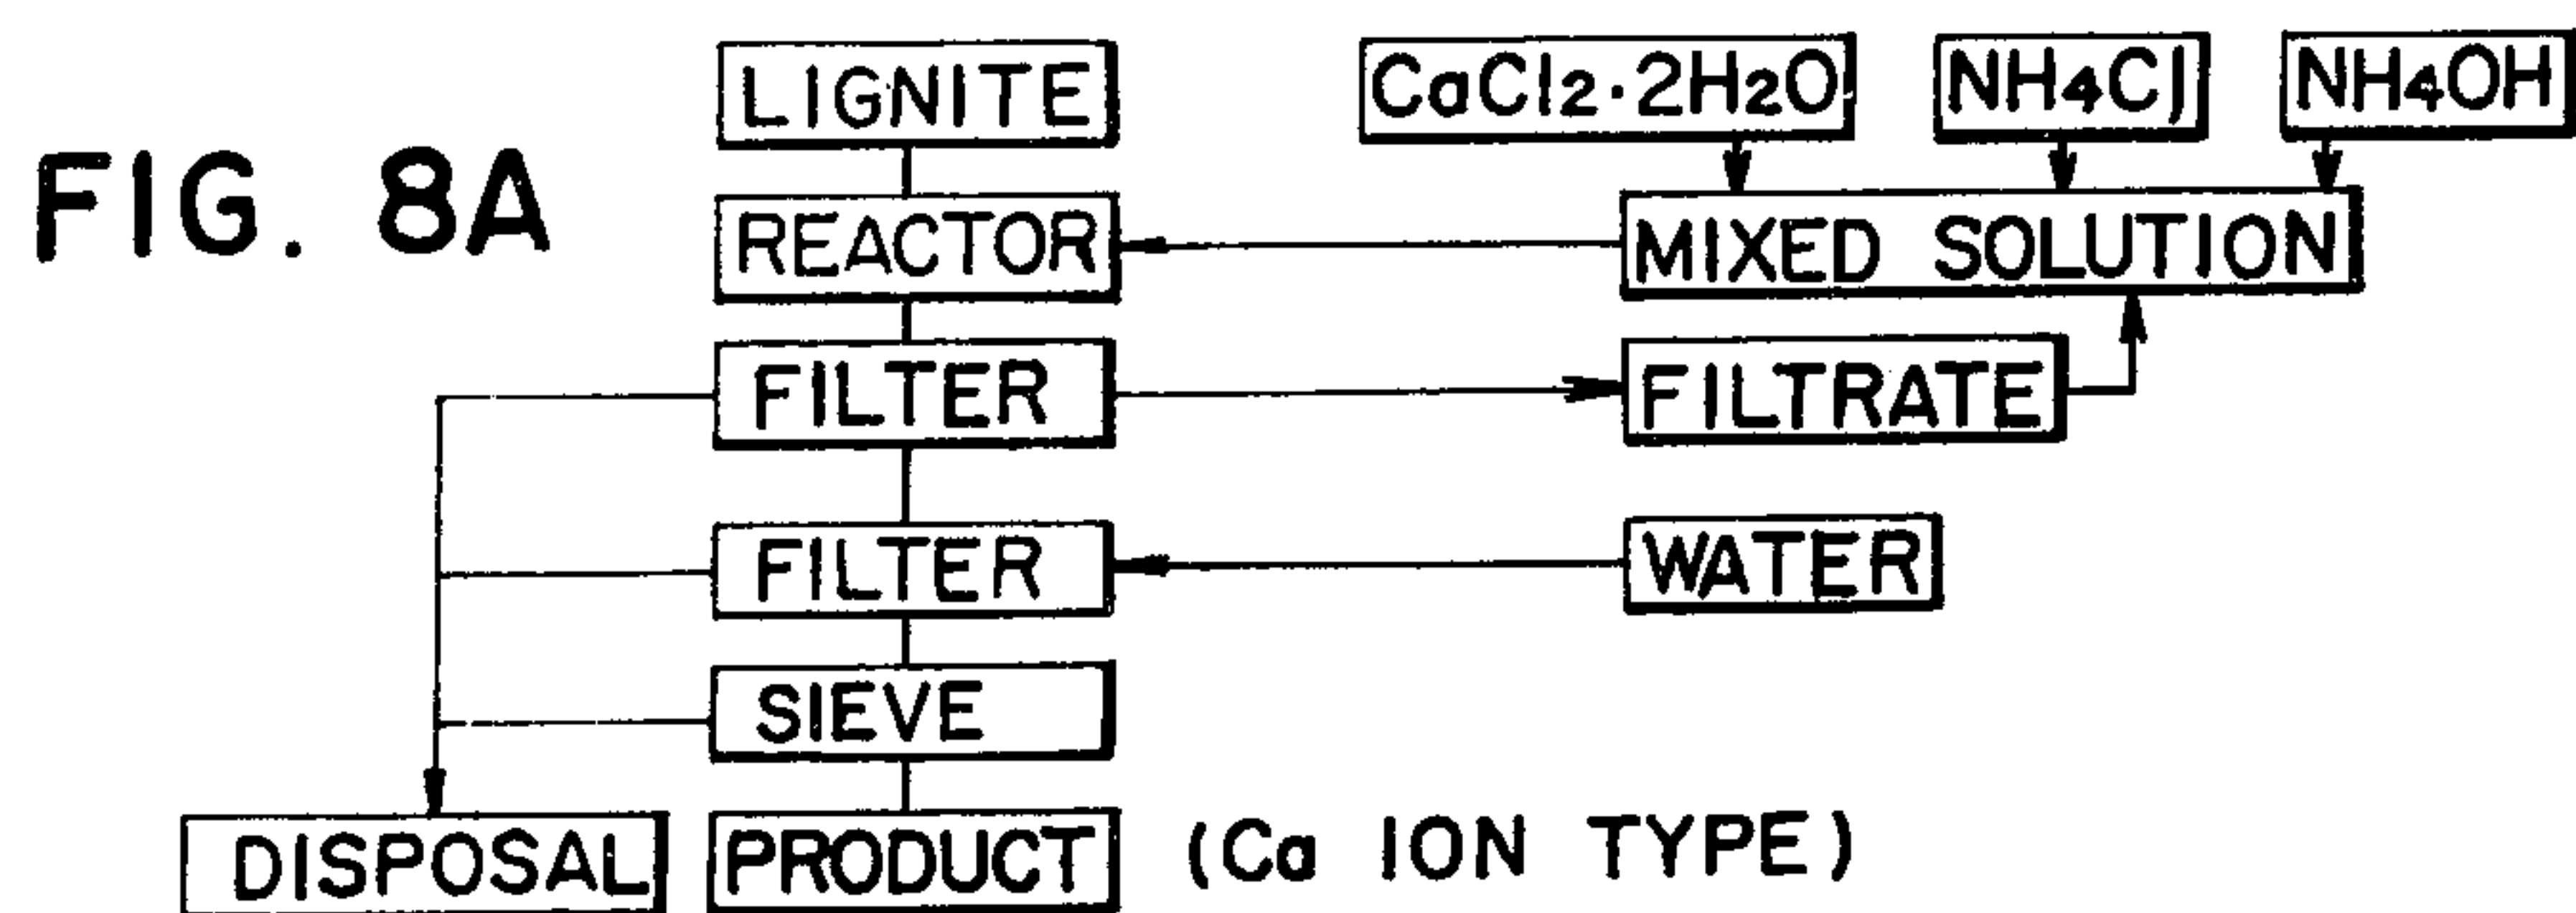 FIG. 8A
LIGNITE
CaCl2·2H2O
NH4Cl
NH4OH
REACTOR
MIXED SOLUTION
FILTER
FILTRATE
FILTER
WATER
SIEVE
DISPOSAL
PRODUCT
(Ca ION TYPE)